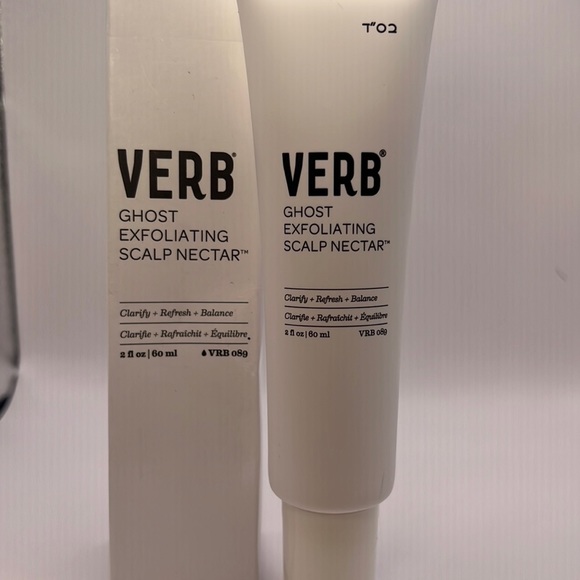 VERB®
GHOST
EXFOLIATING
SCALP NECTAR™
Clarify + Refresh + Balance
Clarifie + Rafraîchit + Équilibre
2 fl oz | 60 ml VRB 089
בס״ד
VERB®
GHOST
EXFOLIATING
SCALP NECTAR™
Clarify + Refresh + Balance
Clarifie + Rafraîchit + Équilibre
2 fl oz | 60 ml VRB 089